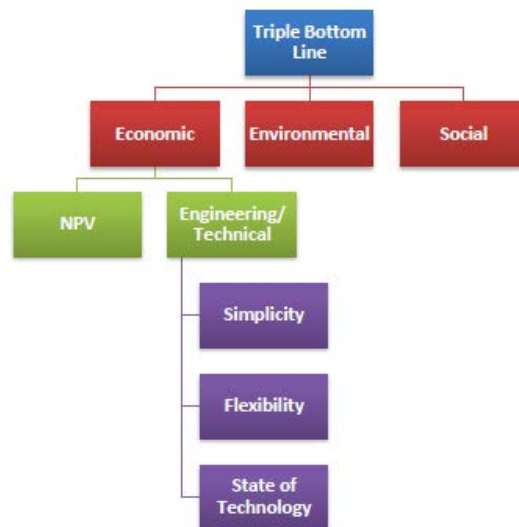 Triple Bottom
Line
Economic
Environmental
Social
NPV
Engineering/
Technical
Simplicity
Flexibility
State of
Technology